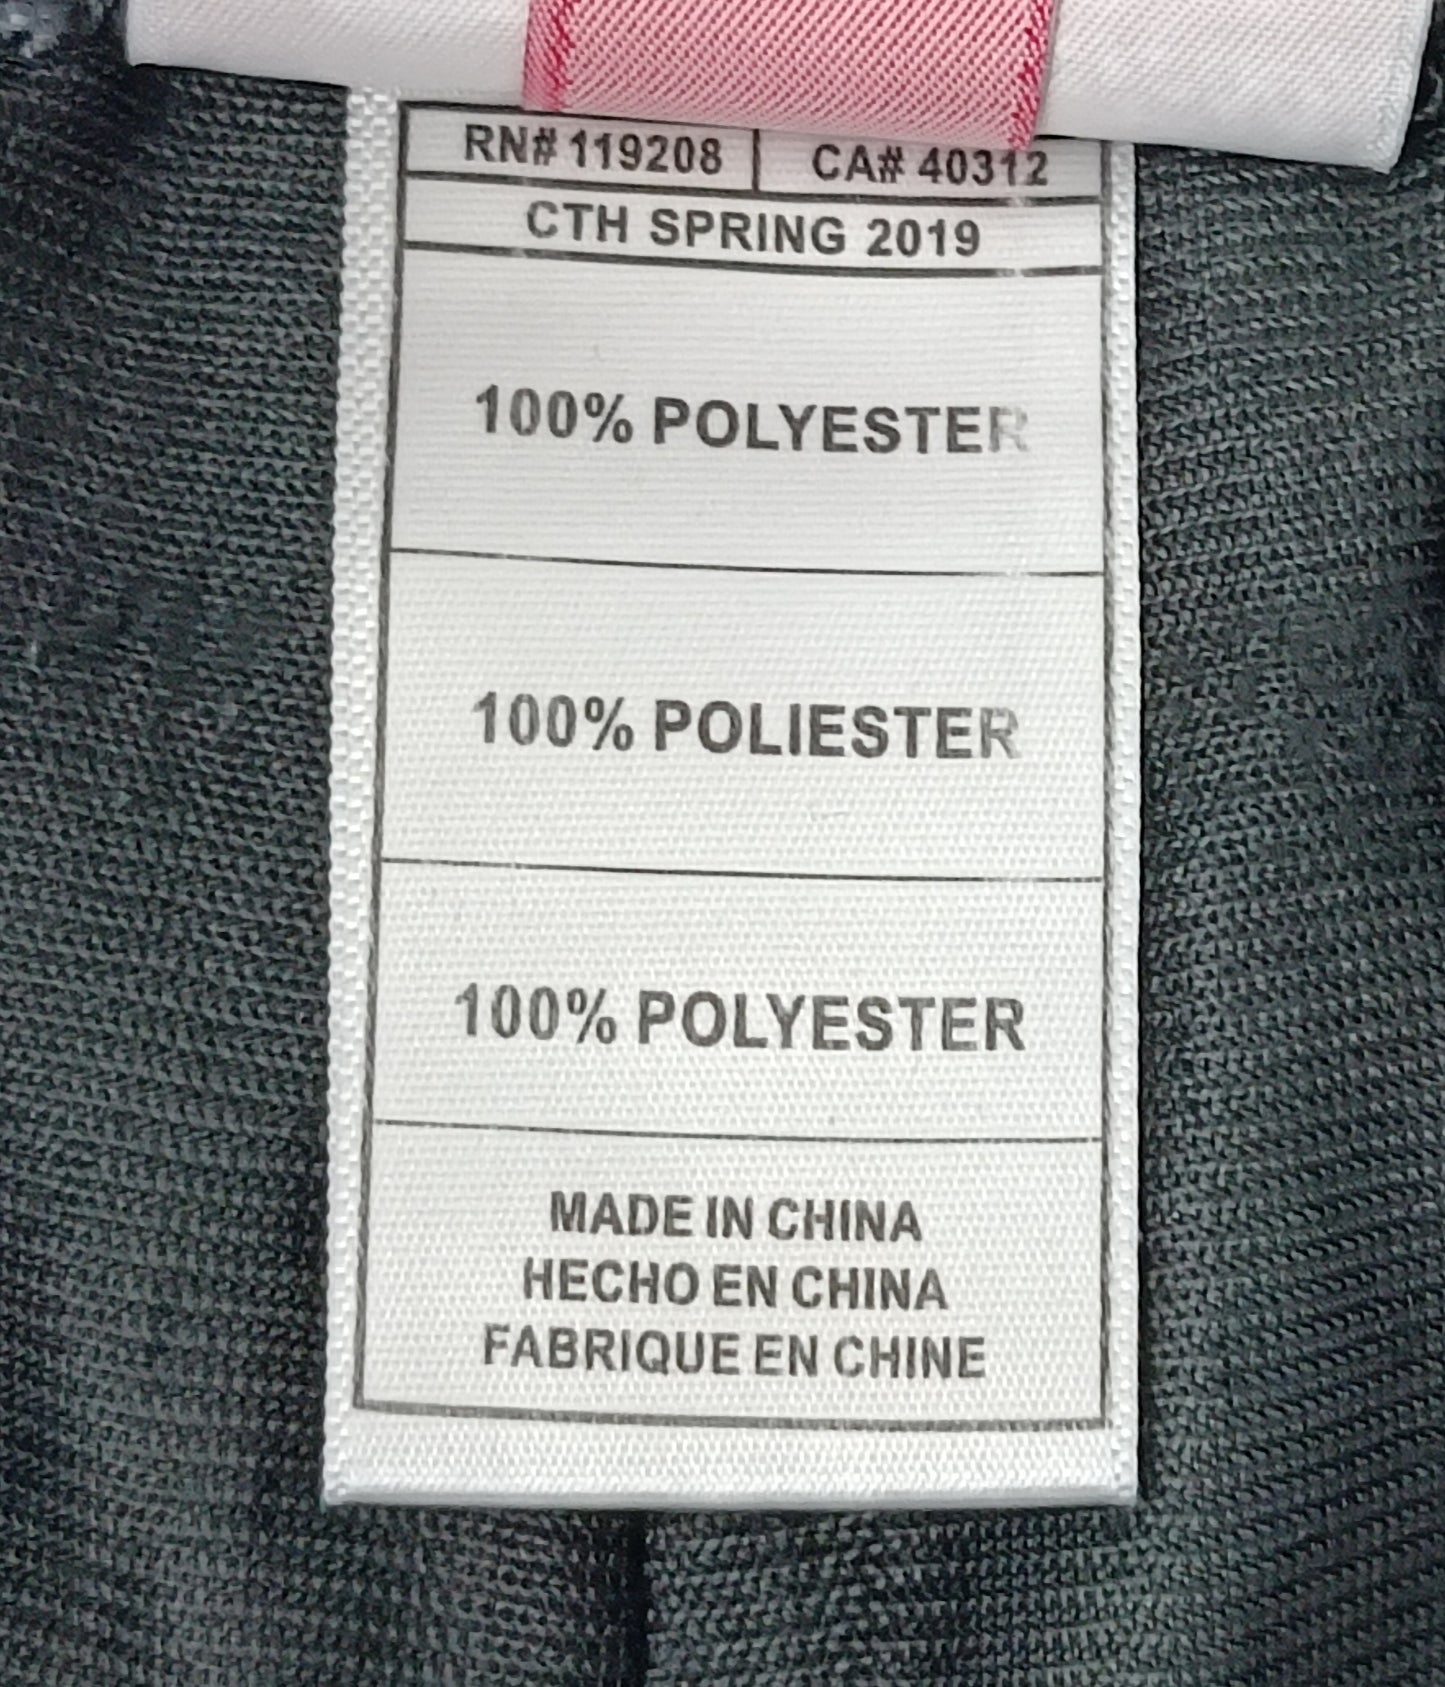 RN# 119208 CA# 40312
CTH SPRING 2019
100% POLYESTER
100% POLIESTER
100% POLYESTER
MADE IN CHINA
HECHO EN CHINA
FABRIQUE EN CHINE